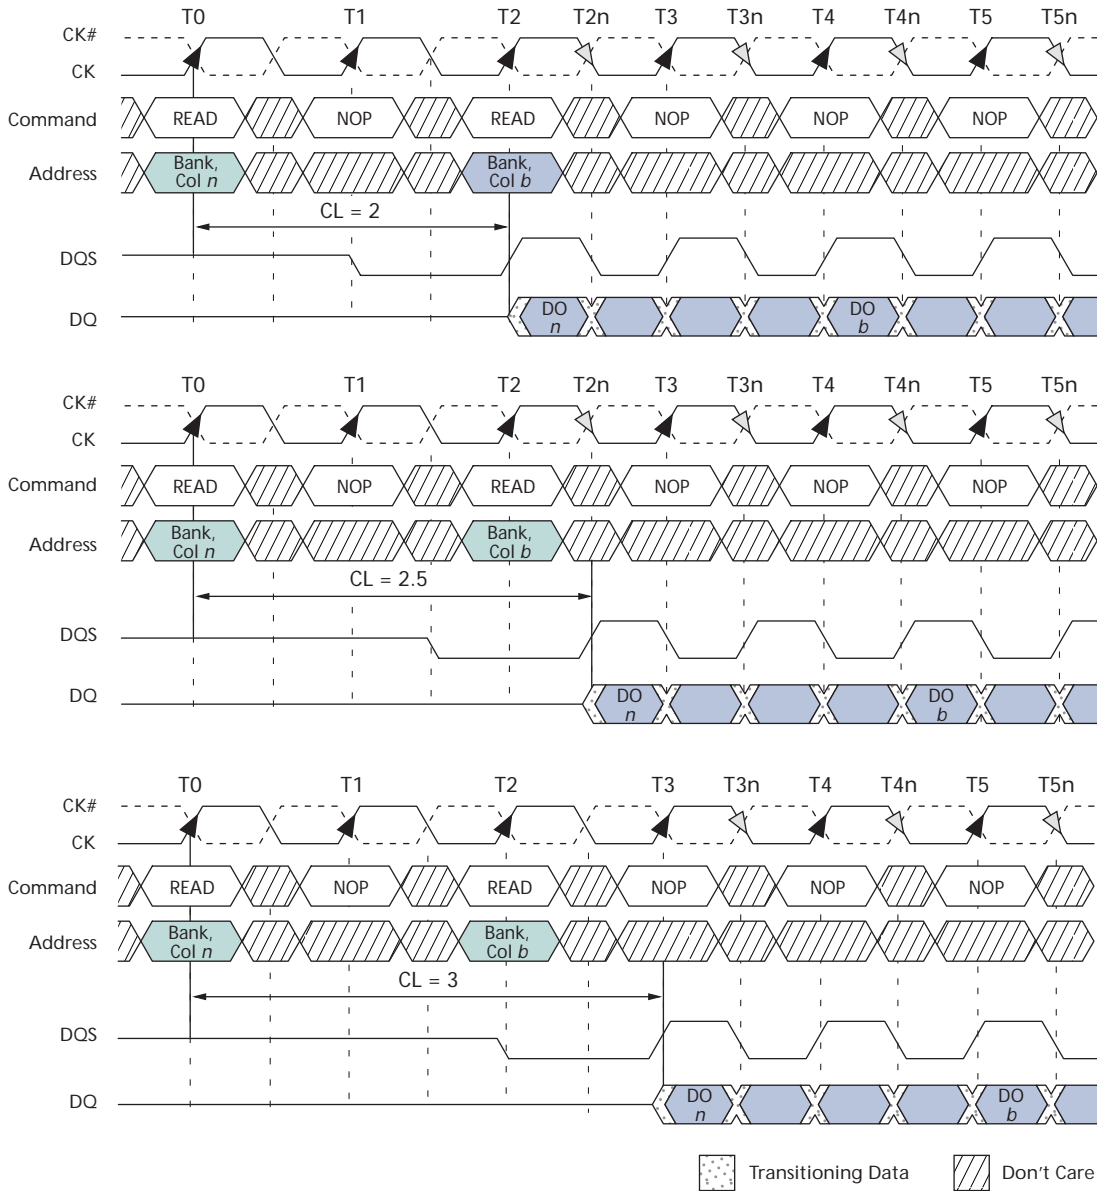 T0 T1 T2 T2n T3 T3n T4 T4n T5 T5n
CK#
CK
Command READ NOP READ NOP NOP NOP
Address Bank, Col n Bank, Col b
CL = 2
DQS
DQ DO n DO b
T0 T1 T2 T2n T3 T3n T4 T4n T5 T5n
CK#
CK
Command READ NOP READ NOP NOP NOP
Address Bank, Col n Bank, Col b
CL = 2.5
DQS
DQ DO n DO b
T0 T1 T2 T3 T3n T4 T4n T5 T5n
CK#
CK
Command READ NOP READ NOP NOP NOP
Address Bank, Col n Bank, Col b
CL = 3
DQS
DQ DO n DO b
Transitioning Data Don't Care